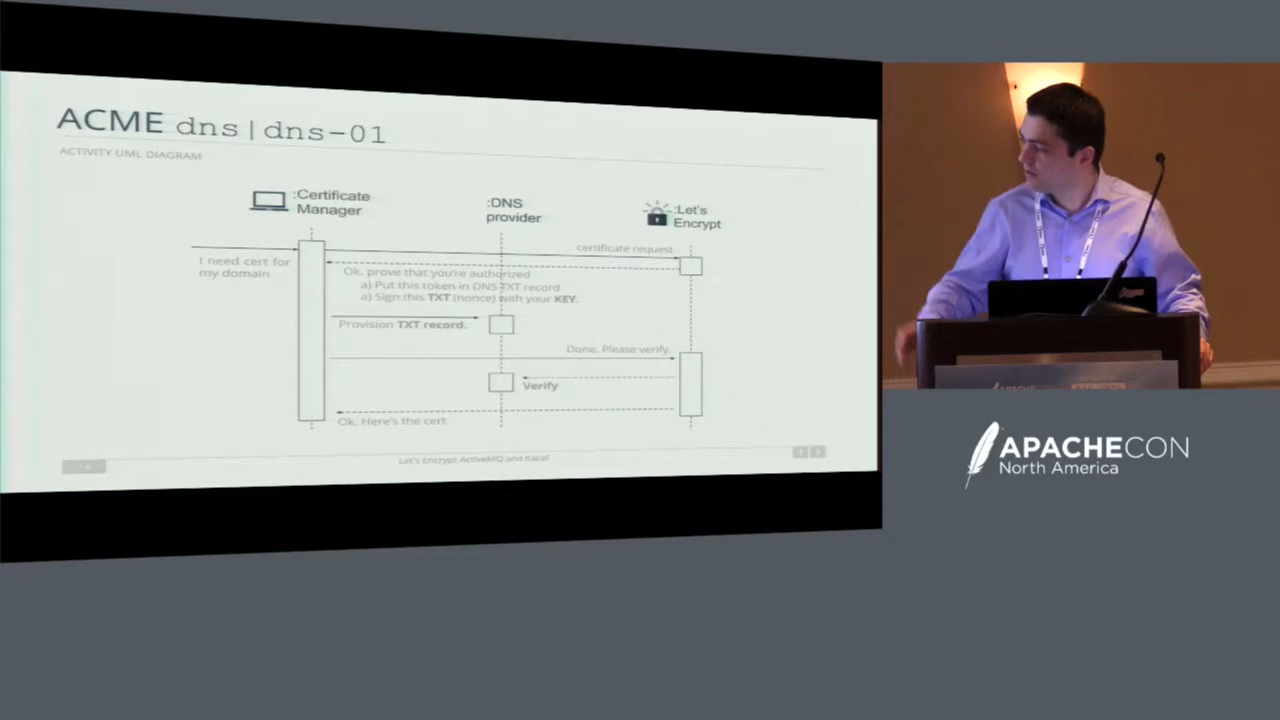 ACME dns|dns-01
ACTIVITY UML DIAGRAM
:Certificate
Manager
:DNS
provider
:Let's
Encrypt
certificate request
I need cert for
my domain
Ok. prove that you're authorized
a) Put this token in DNS TXT record
a) Sign this TXT (nonce) with your KEY.
Provision TXT record.
Done. Please verify.
Verify
Ok. Here's the cert
Let's Encrypt ActiveMQ and Karaf
APACHECON
North America